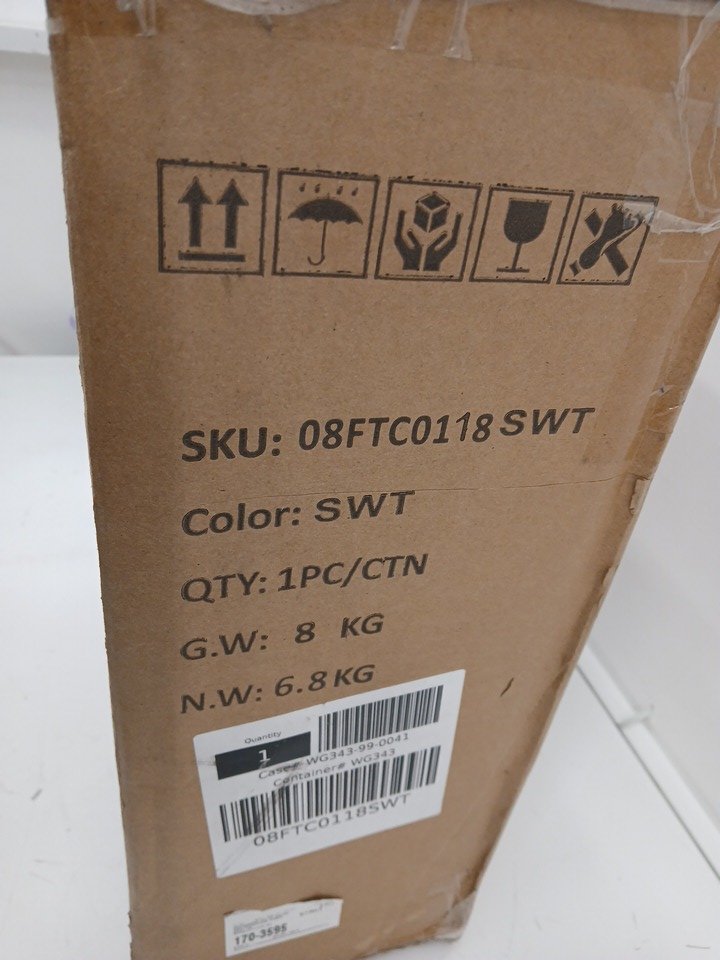 SKU: 08FTC0118SWT
Color: SWT
QTY: 1PC/CTN
G.W: 8 KG
N.W: 6.8KG
Quantity
1
Case# WG343-99-0041
Container# WG343
08FTC0118SWT
170-3595